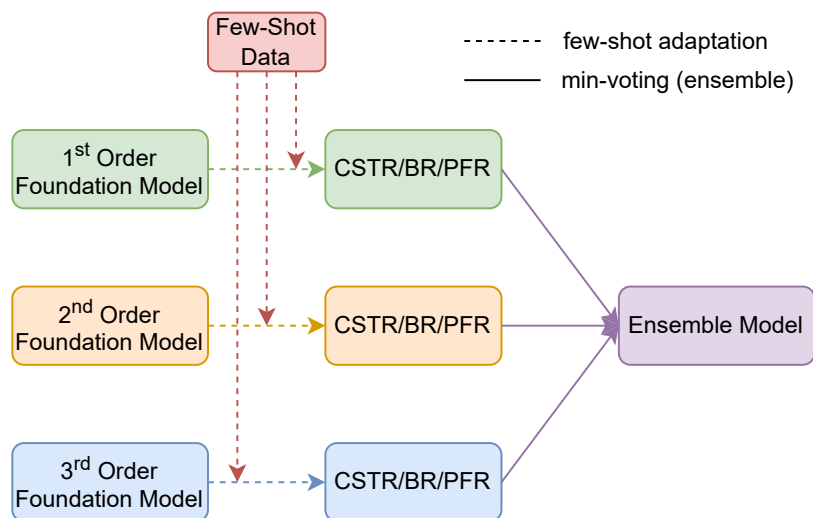 Few-Shot
Data
few-shot adaptation
min-voting (ensemble)
1st Order
Foundation Model
CSTR/BR/PFR
2nd Order
Foundation Model
CSTR/BR/PFR
Ensemble Model
3rd Order
Foundation Model
CSTR/BR/PFR